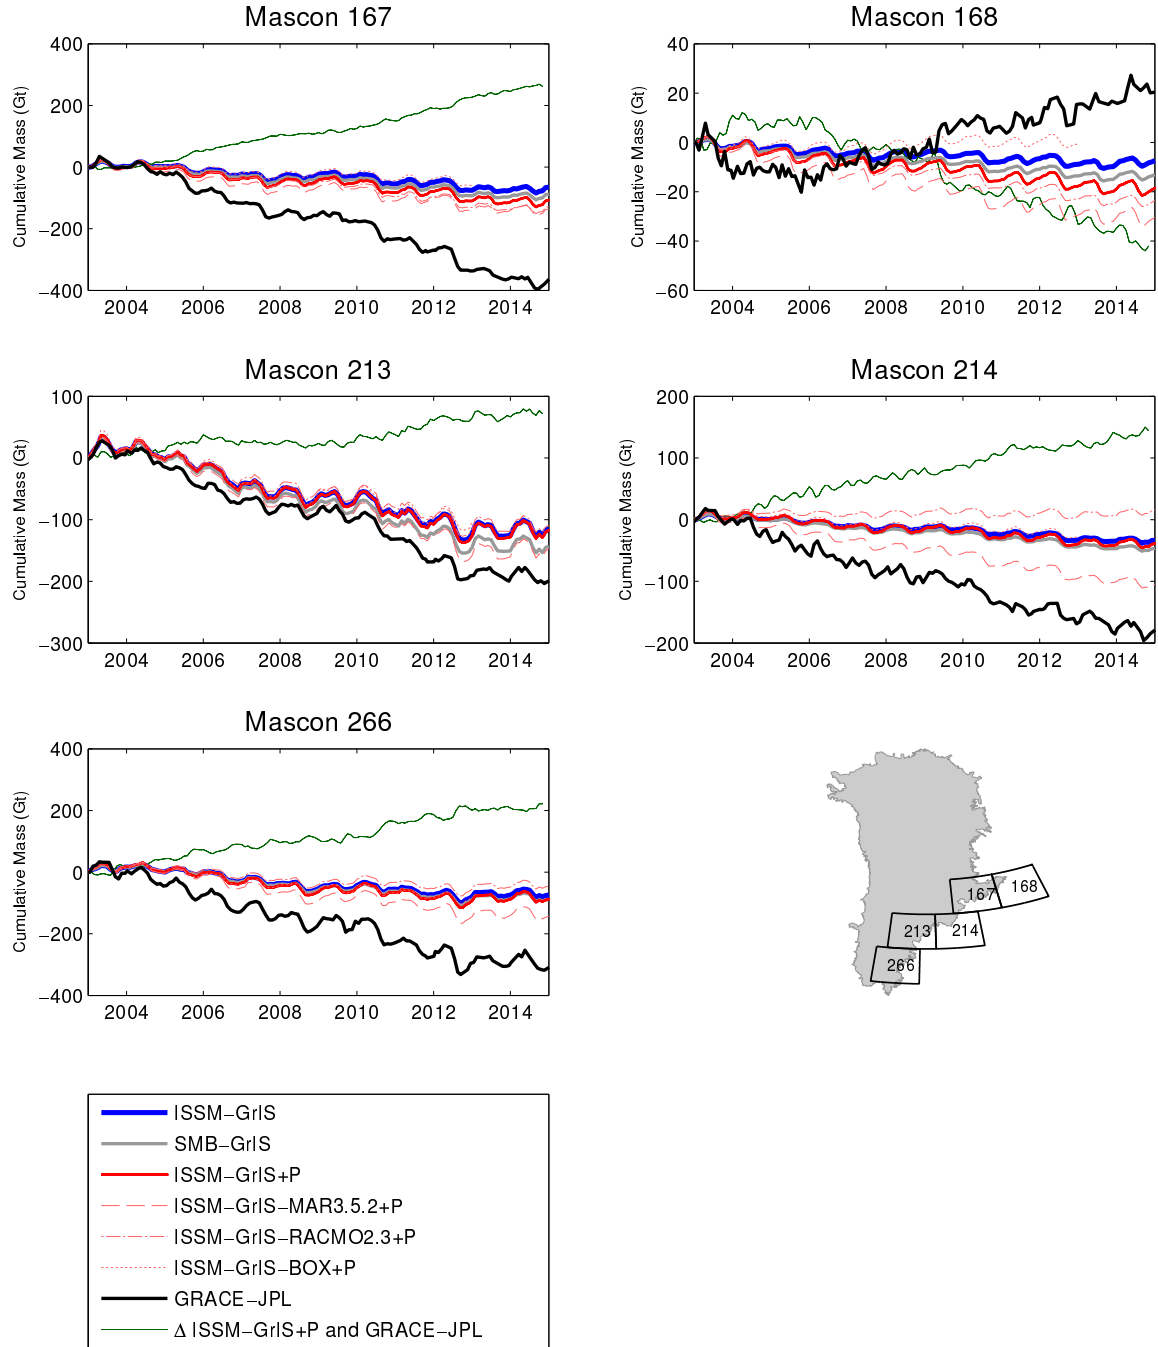 Mascon 167
Mascon 168
400
200
0
−200
−400
Cumulative Mass (Gt)
2004 2006 2008 2010 2012 2014
40
20
0
−20
−40
−60
Cumulative Mass (Gt)
2004 2006 2008 2010 2012 2014
Mascon 213
Mascon 214
100
0
−100
−200
−300
Cumulative Mass (Gt)
2004 2006 2008 2010 2012 2014
200
100
0
−100
−200
Cumulative Mass (Gt)
2004 2006 2008 2010 2012 2014
Mascon 266
400
200
0
−200
−400
Cumulative Mass (Gt)
2004 2006 2008 2010 2012 2014
167 168
213 214
266
ISSM−GrIS
SMB−GrIS
ISSM−GrIS+P
ISSM−GrIS−MAR3.5.2+P
ISSM−GrIS−RACMO2.3+P
ISSM−GrIS−BOX+P
GRACE−JPL
Δ ISSM−GrIS+P and GRACE−JPL